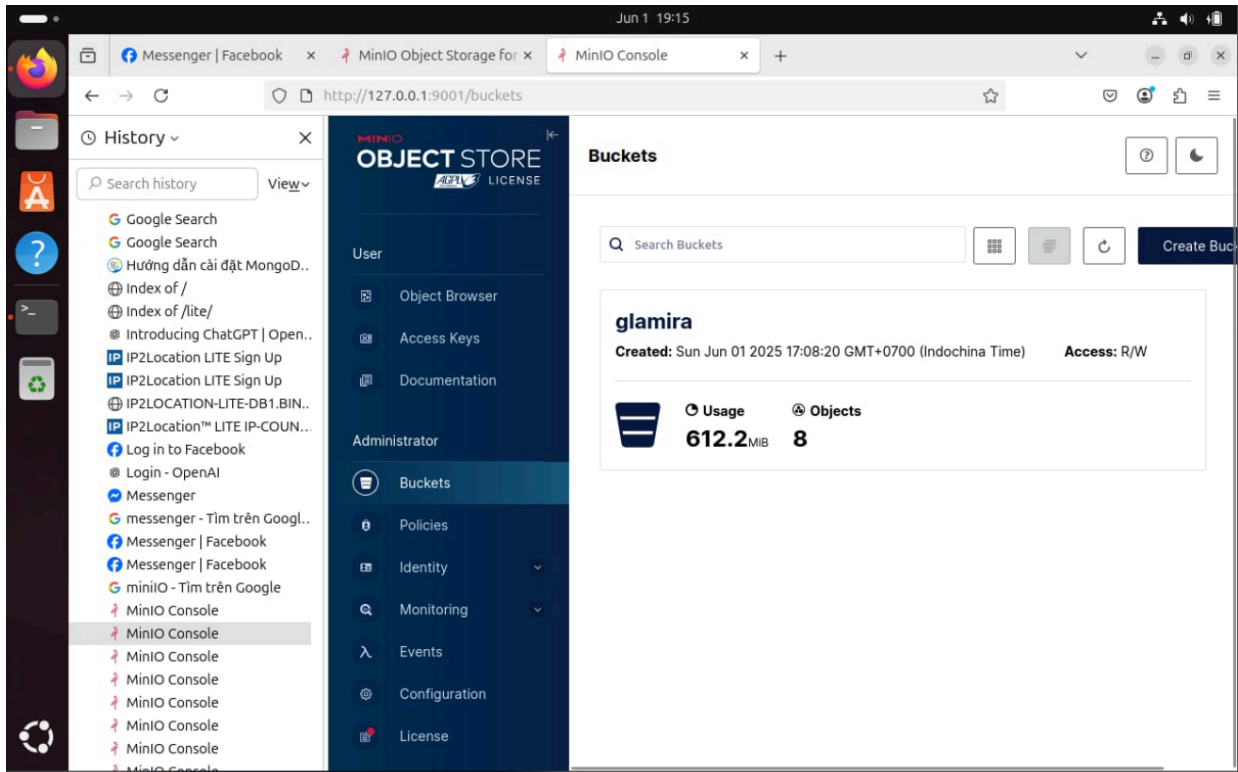 Jun 1 19:15
Messenger | Facebook
MinIO Object Storage for
MinIO Console
http://127.0.0.1:9001/buckets
History
Search history
View
Google Search
Google Search
Hướng dẫn cài đặt MongoD..
Index of /
Index of /lite/
Introducing ChatGPT | Open..
IP2Location LITE Sign Up
IP2Location LITE Sign Up
IP2LOCATION-LITE-DB1.BIN..
IP2Location™ LITE IP-COUN...
Log in to Facebook
Login - OpenAI
Messenger
messenger - Tìm trên Googl..
Messenger | Facebook
Messenger | Facebook
miniIO - Tìm trên Google
MinIO Console
MinIO Console
MinIO Console
MinIO Console
MinIO Console
MinIO Console
MinIO Console
MinIO Console
MINIO
OBJECT STORE
AGPL LICENSE
User
Object Browser
Access Keys
Documentation
Administrator
Buckets
Policies
Identity
Monitoring
Events
Configuration
License
Buckets
Search Buckets
Create Buc
glamira
Created: Sun Jun 01 2025 17:08:20 GMT+0700 (Indochina Time) Access: R/W
Usage Objects
612.2MiB 8